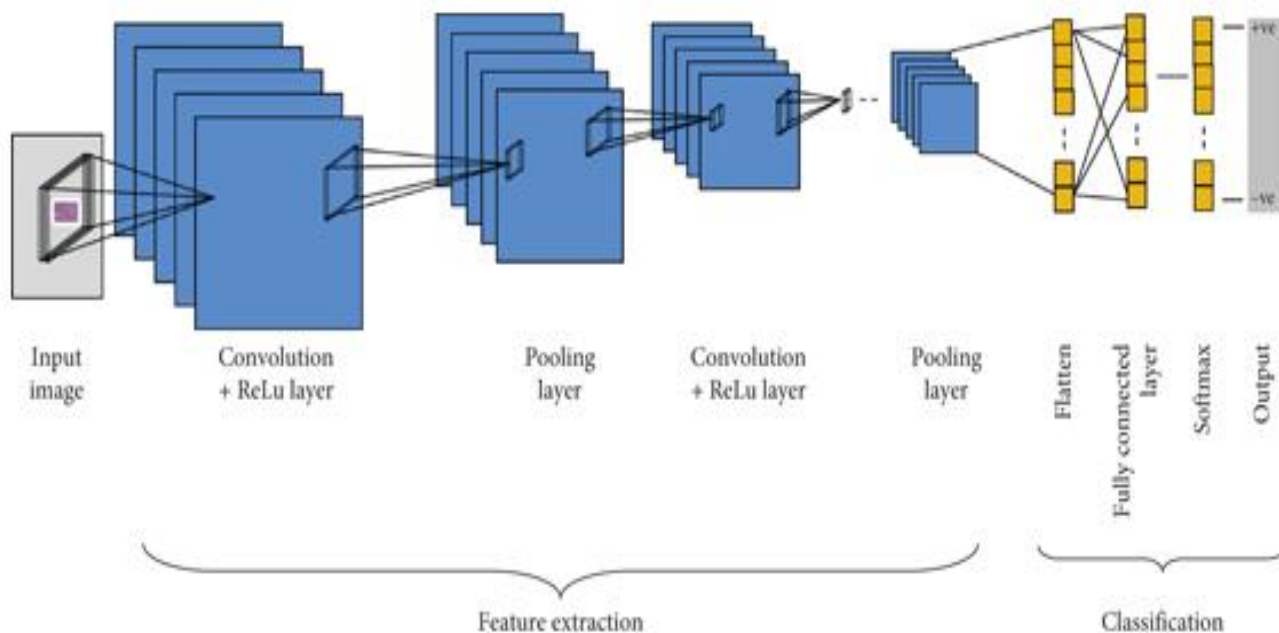 +ve
-ve
Input
image
Convolution
+ ReLu layer
Pooling
layer
Convolution
+ ReLu layer
Pooling
layer
Flatten
Fully connected
layer
Softmax
Output
Feature extraction
Classification